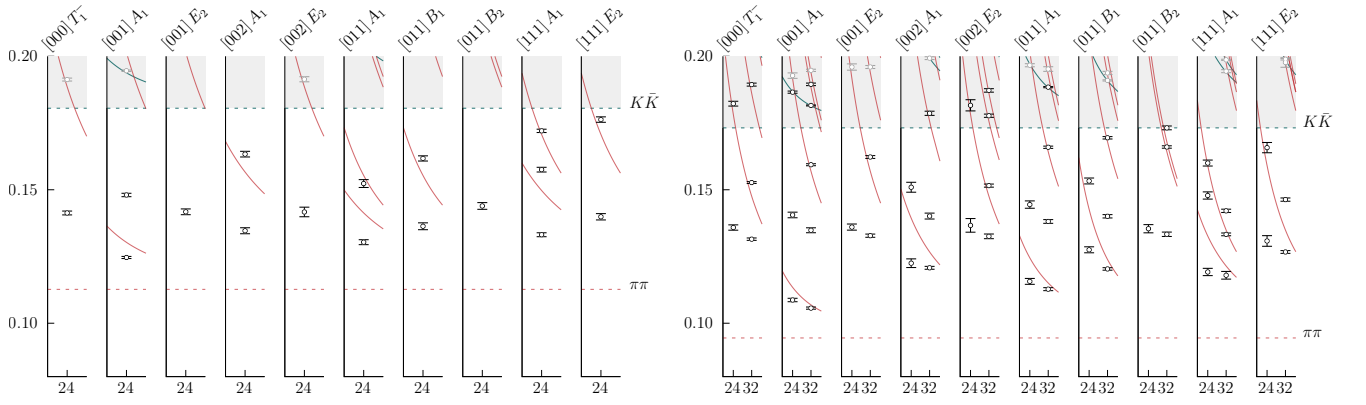 [000] T₁⁻ [001] A₁ [001] E₂ [002] A₁ [002] E₂ [011] A₁ [011] B₁ [011] B₂ [111] A₁ [111] E₂
0.20
KK̄
0.15
ππ
0.10
24 24 24 24 24 24 24 24 24 24
[000] T₁⁻ [001] A₁ [001] E₂ [002] A₁ [002] E₂ [011] A₁ [011] B₁ [011] B₂ [111] A₁ [111] E₂
0.20
KK̄
0.15
ππ
0.10
24 32 24 32 24 32 24 32 24 32 24 32 24 32 24 32 24 32 24 32